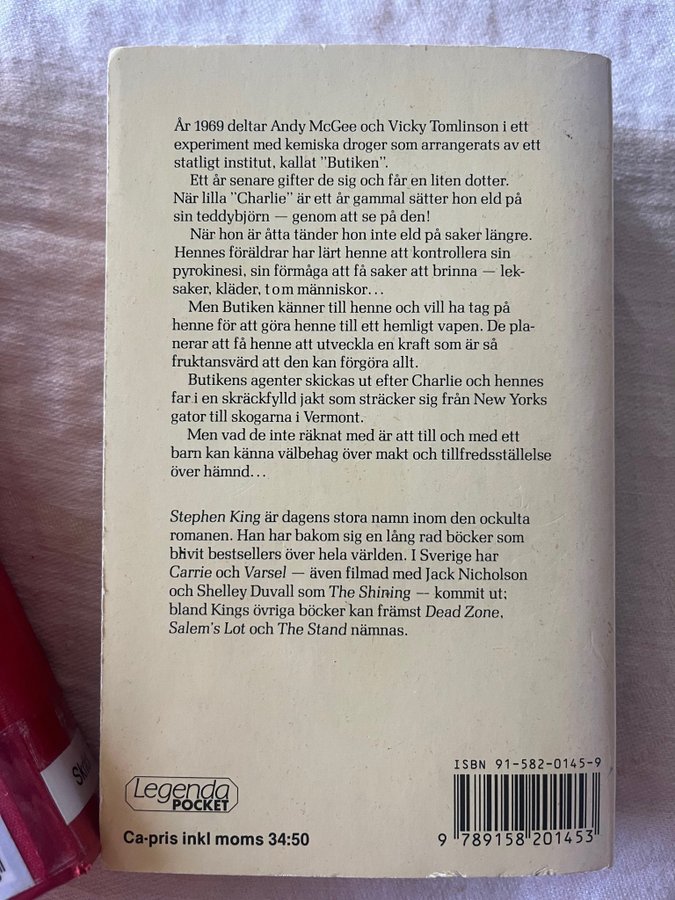 År 1969 deltar Andy McGee och Vicky Tomlinson i ett
experiment med kemiska droger som arrangerats av ett
statligt institut, kallat "Butiken".
Ett år senare gifter de sig och får en liten dotter.
När lilla "Charlie" är ett år gammal sätter hon eld på
sin teddybjörn — genom att se på den!
När hon är åtta tänder hon inte eld på saker längre.
Hennes föräldrar har lärt henne att kontrollera sin
pyrokinesi, sin förmåga att få saker att brinna — lek-
saker, kläder, t o m människor...
Men Butiken känner till henne och vill ha tag på
henne för att göra henne till ett hemligt vapen. De pla-
nerar att få henne att utveckla en kraft som är så
fruktansvärd att den kan förgöra allt.
Butikens agenter skickas ut efter Charlie och hennes
far i en skräckfylld jakt som sträcker sig från New Yorks
gator till skogarna i Vermont.
Men vad de inte räknat med är att till och med ett
barn kan känna välbehag över makt och tillfredsställelse
över hämnd...
Stephen King är dagens stora namn inom den ockulta
romanen. Han har bakom sig en lång rad böcker som
blivit bestsellers över hela världen. I Sverige har
Carrie och Varsel — även filmad med Jack Nicholson
och Shelley Duvall som The Shining — kommit ut;
bland Kings övriga böcker kan främst Dead Zone,
Salem's Lot och The Stand nämnas.
ISBN 91-582-0145-9
Legenda
POCKET
Ca-pris inkl moms 34:50
9 789158 201453